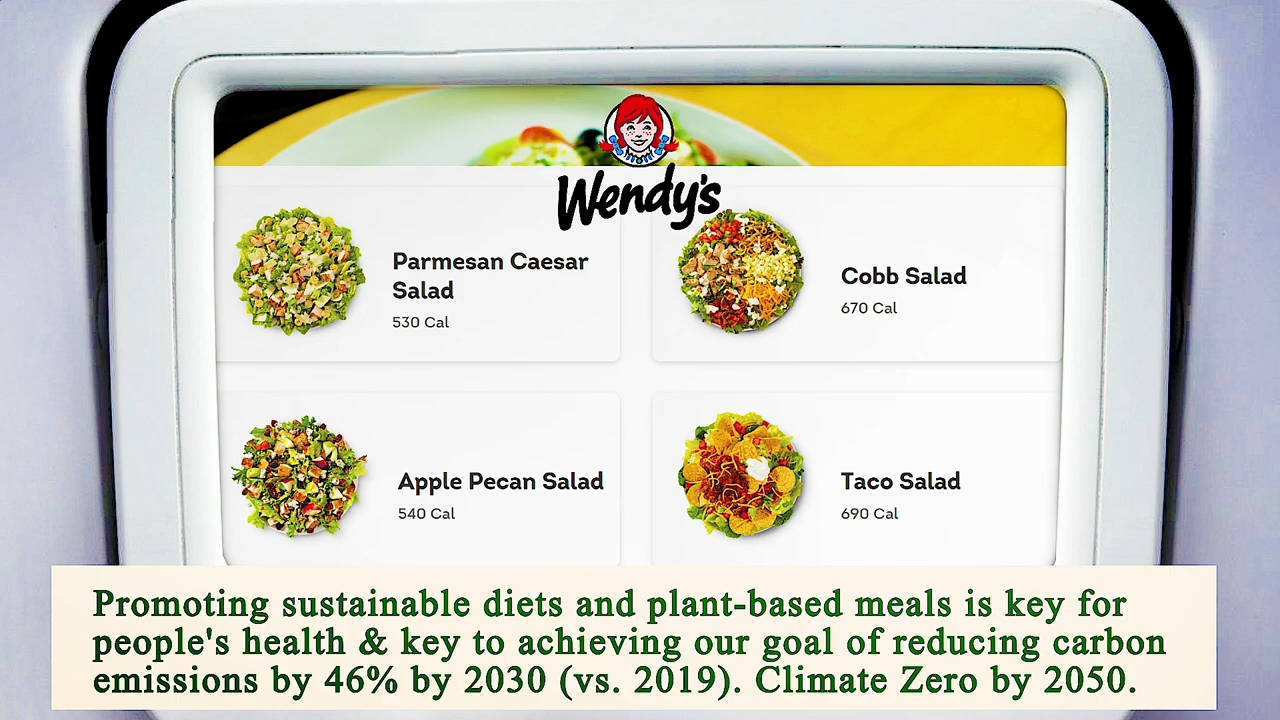 Wendy's
Parmesan Caesar
Salad
530 Cal
Cobb Salad
670 Cal
Apple Pecan Salad
540 Cal
Taco Salad
690 Cal
Promoting sustainable diets and plant-based meals is key for
people's health & key to achieving our goal of reducing carbon
emissions by 46% by 2030 (vs. 2019). Climate Zero by 2050.